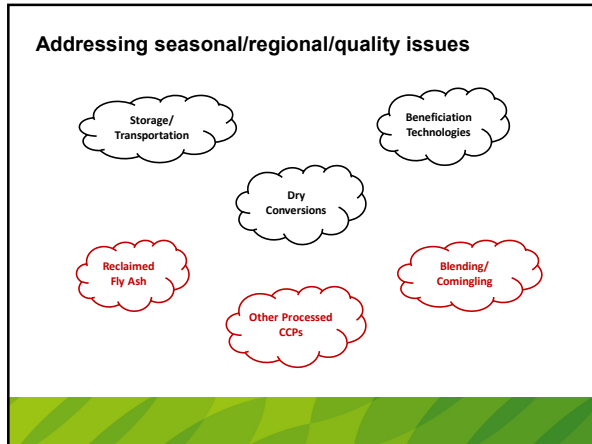 Addressing seasonal/regional/quality issues
Storage/
Transportation
Beneficiation
Technologies
Dry
Conversions
Reclaimed
Fly Ash
Blending/
Comingling
Other Processed
CCPs